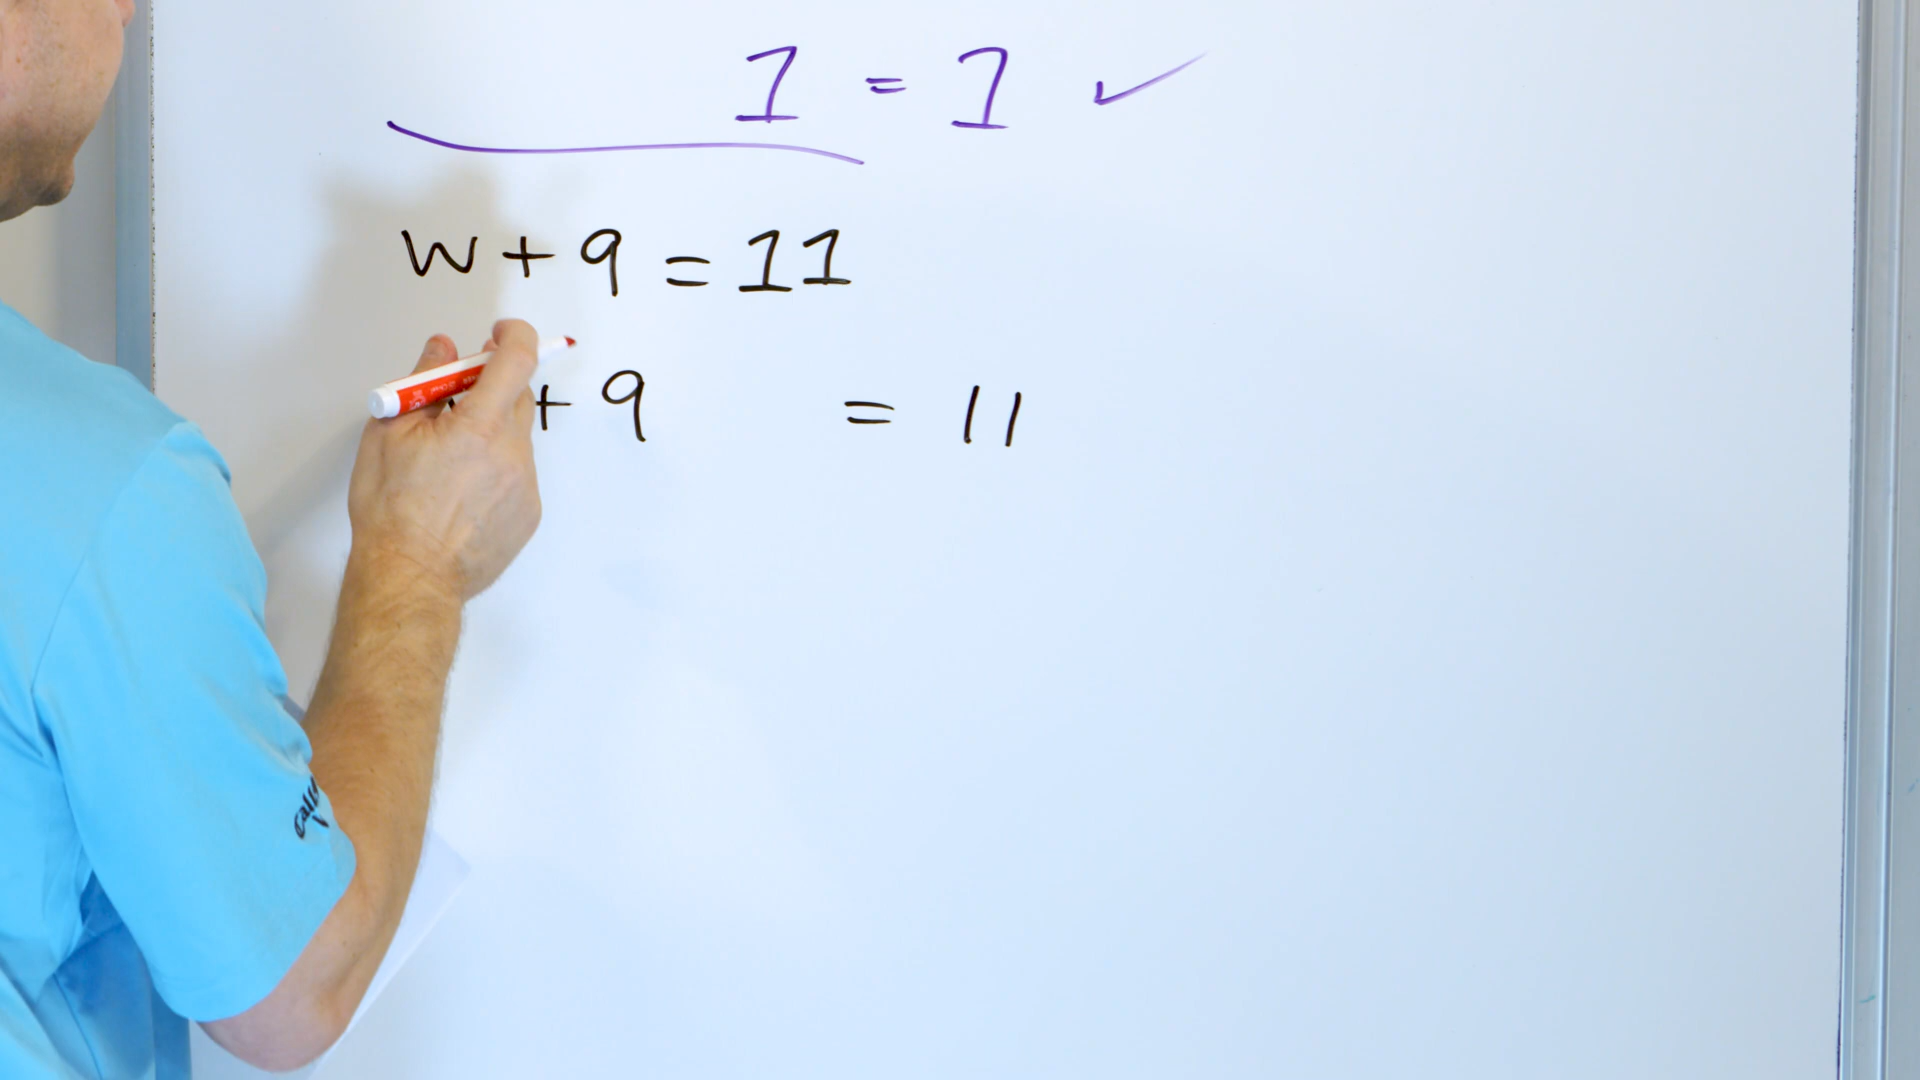 1 = 1 ✓
w + 9 = 11
+ 9 = 11